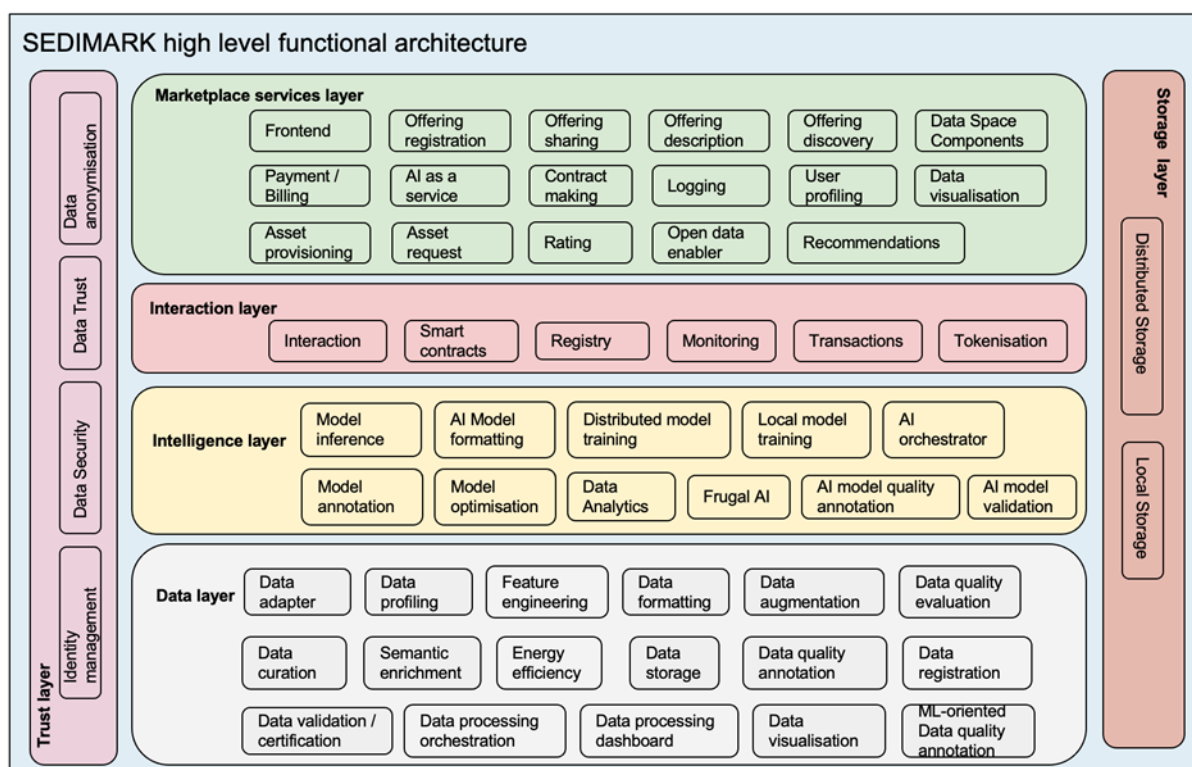 SEDIMARK high level functional architecture
Data
anonymisation
Data Trust
Data Security
Identity
management
Trust layer
Marketplace services layer
Frontend
Offering
registration
Offering
sharing
Offering
description
Offering
discovery
Data Space
Components
Payment /
Billing
AI as a
service
Contract
making
Logging
User
profiling
Data
visualisation
Asset
provisioning
Asset
request
Rating
Open data
enabler
Recommendations
Interaction layer
Interaction
Smart
contracts
Registry
Monitoring
Transactions
Tokenisation
Intelligence layer
Model
inference
AI Model
formatting
Distributed model
training
Local model
training
AI
orchestrator
Model
annotation
Model
optimisation
Data
Analytics
Frugal AI
AI model quality
annotation
AI model
validation
Data layer
Data
adapter
Data
profiling
Feature
engineering
Data
formatting
Data
augmentation
Data quality
evaluation
Data
curation
Semantic
enrichment
Energy
efficiency
Data
storage
Data quality
annotation
Data
registration
Data validation /
certification
Data processing
orchestration
Data processing
dashboard
Data
visualisation
ML-oriented
Data quality
annotation
Storage layer
Distributed Storage
Local Storage